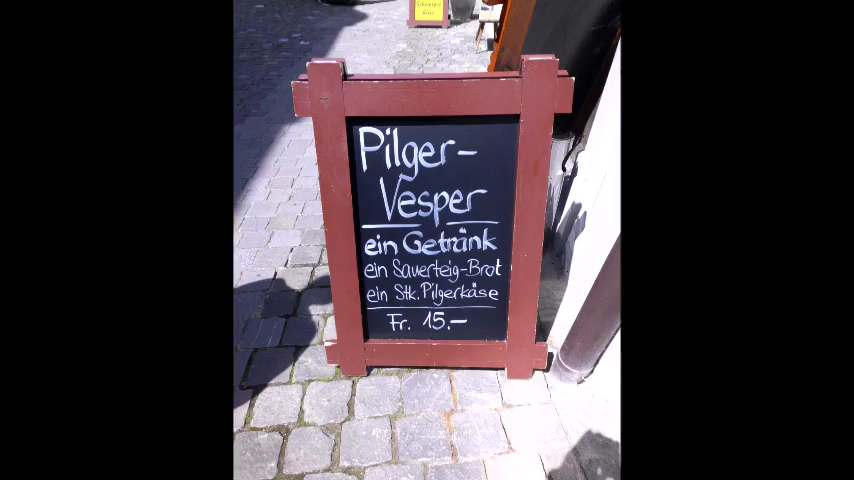 Pilger-
Vesper
ein Getränk
ein Sauerteig-Brot
ein Stk. Pilgerkäse
Fr. 15.–